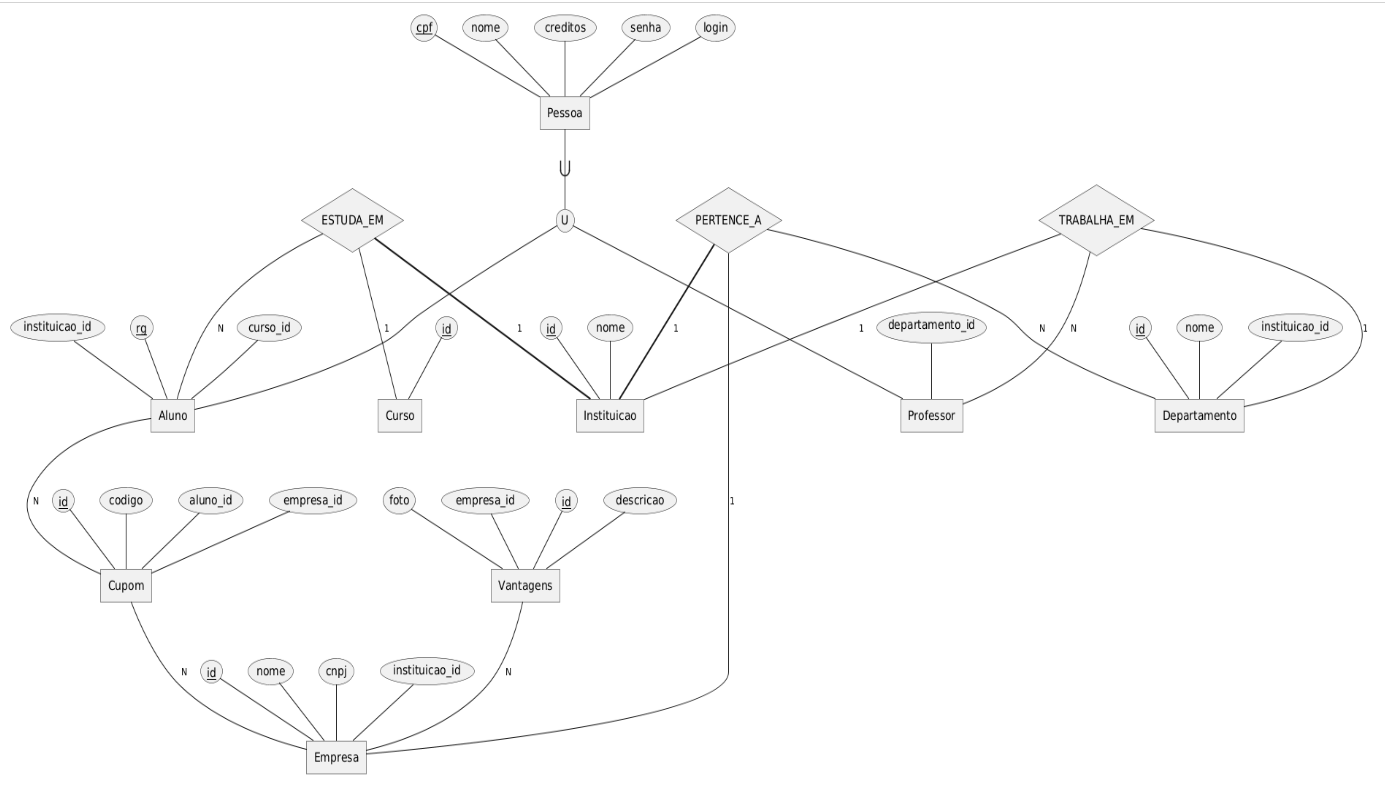 cpf nome creditos senha login
Pessoa
U
ESTUDA_EM U PERTENCE_A TRABALHA_EM
instituicao_id rg N curso_id 1 id 1 id nome 1 1 departamento_id N N id nome instituicao_id 1
Aluno Curso Instituicao Professor Departamento
N id codigo aluno_id empresa_id foto empresa_id id descricao 1
Cupom Vantagens
N id nome cnpj instituicao_id N
Empresa